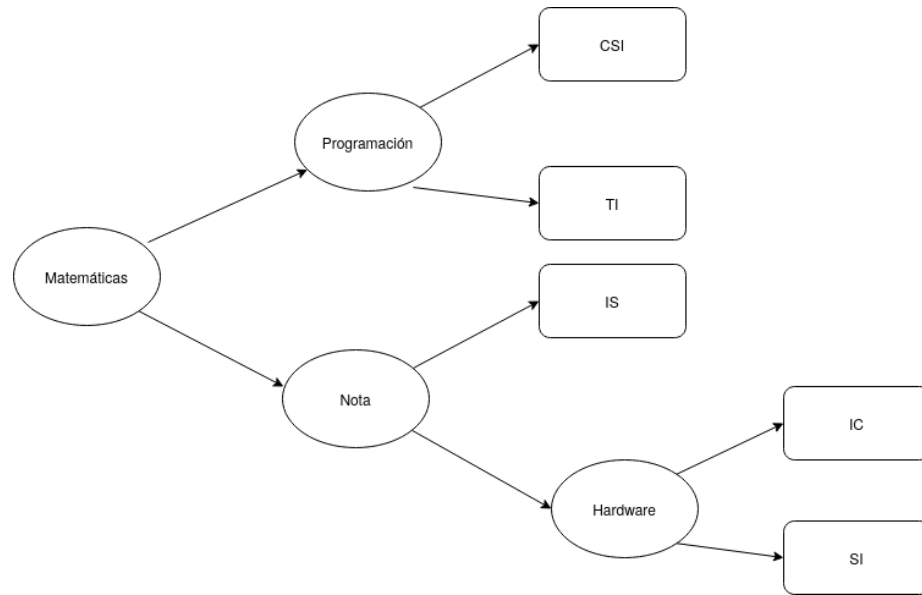 CSI
Programación
TI
Matemáticas
IS
Nota
IC
Hardware
SI